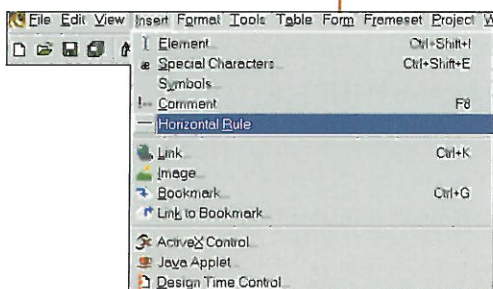 File Edit View Insert Format Tools Table Form Frameset Project
Element... Ctrl+Shift+I
Special Characters... Ctrl+Shift+E
Symbols...
Comment F8
Horizontal Rule
Link... Ctrl+K
Image...
Bookmark... Ctrl+G
Link to Bookmark...
ActiveX Control...
Java Applet...
Design Time Control...